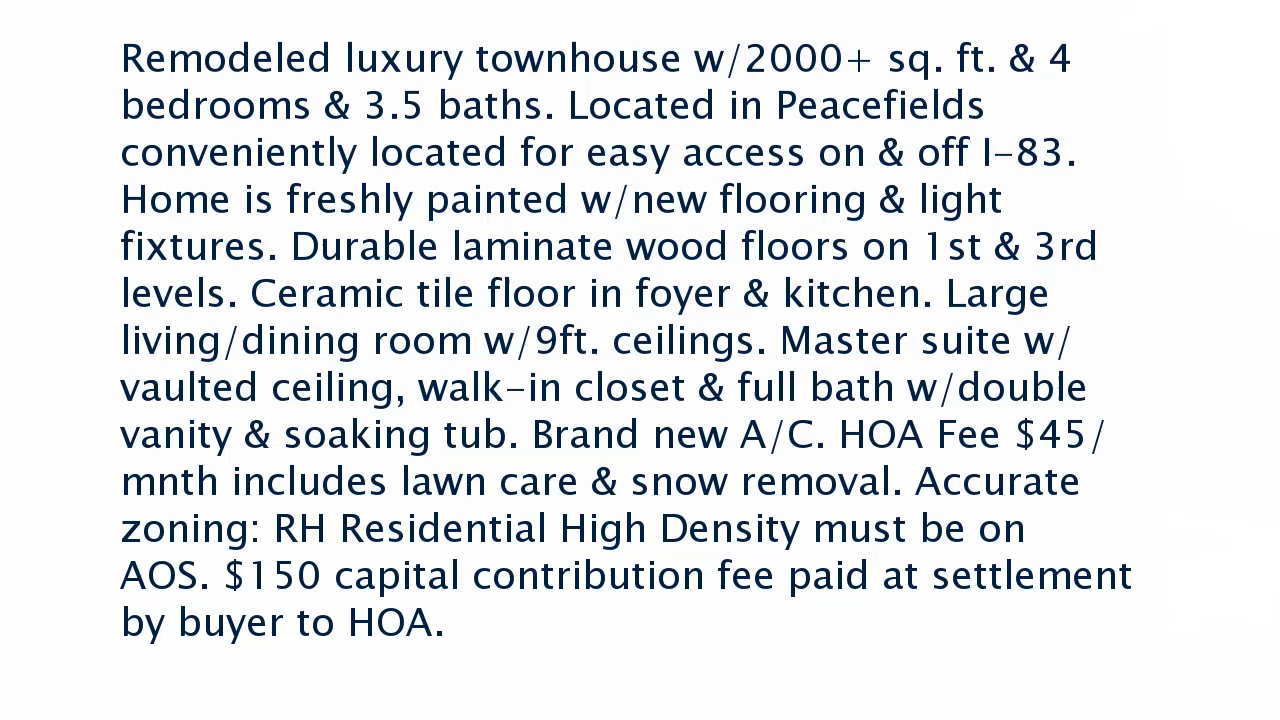 Remodeled luxury townhouse w/2000+ sq. ft. & 4
bedrooms & 3.5 baths. Located in Peacefields
conveniently located for easy access on & off I-83.
Home is freshly painted w/new flooring & light
fixtures. Durable laminate wood floors on 1st & 3rd
levels. Ceramic tile floor in foyer & kitchen. Large
living/dining room w/9ft. ceilings. Master suite w/
vaulted ceiling, walk-in closet & full bath w/double
vanity & soaking tub. Brand new A/C. HOA Fee $45/
mnth includes lawn care & snow removal. Accurate
zoning: RH Residential High Density must be on
AOS. $150 capital contribution fee paid at settlement
by buyer to HOA.